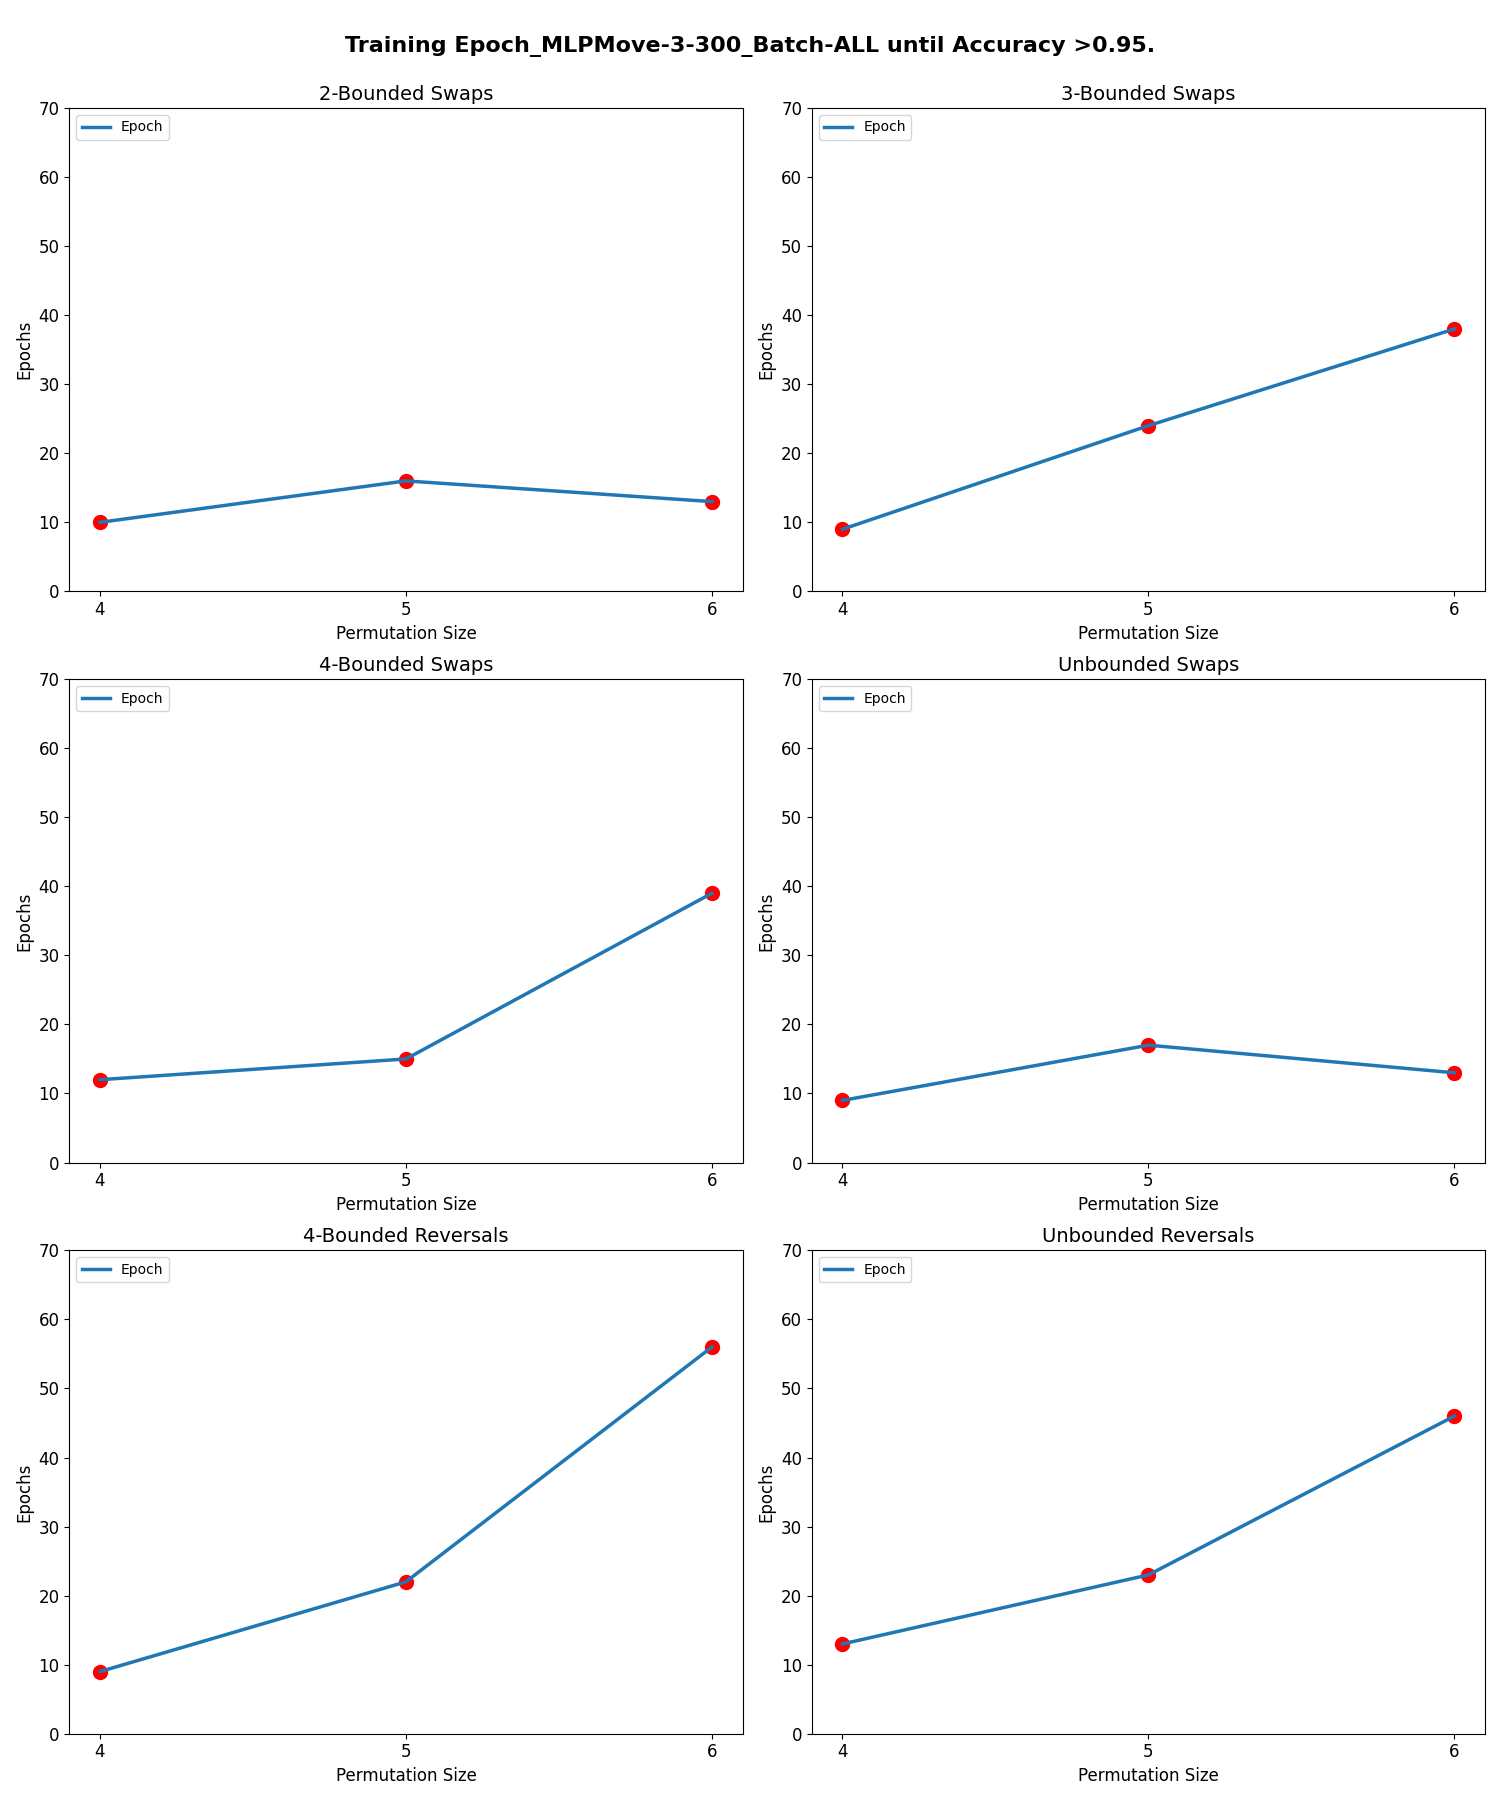 Training Epoch_MLPMove-3-300_Batch-ALL until Accuracy >0.95.
2-Bounded Swaps
Epoch
70
60
50
40
30
20
10
0
Epochs
4 5 6
Permutation Size
3-Bounded Swaps
Epoch
70
60
50
40
30
20
10
0
Epochs
4 5 6
Permutation Size
4-Bounded Swaps
Epoch
70
60
50
40
30
20
10
0
Epochs
4 5 6
Permutation Size
Unbounded Swaps
Epoch
70
60
50
40
30
20
10
0
Epochs
4 5 6
Permutation Size
4-Bounded Reversals
Epoch
70
60
50
40
30
20
10
0
Epochs
4 5 6
Permutation Size
Unbounded Reversals
Epoch
70
60
50
40
30
20
10
0
Epochs
4 5 6
Permutation Size